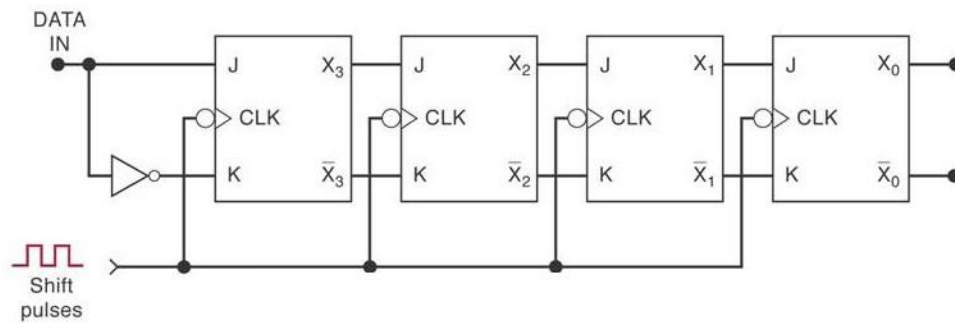 DATA
IN
J X₃ J X₂ J X₁ J X₀
CLK CLK CLK CLK
K X̅₃ K X̅₂ K X̅₁ K X̅₀
Shift
pulses